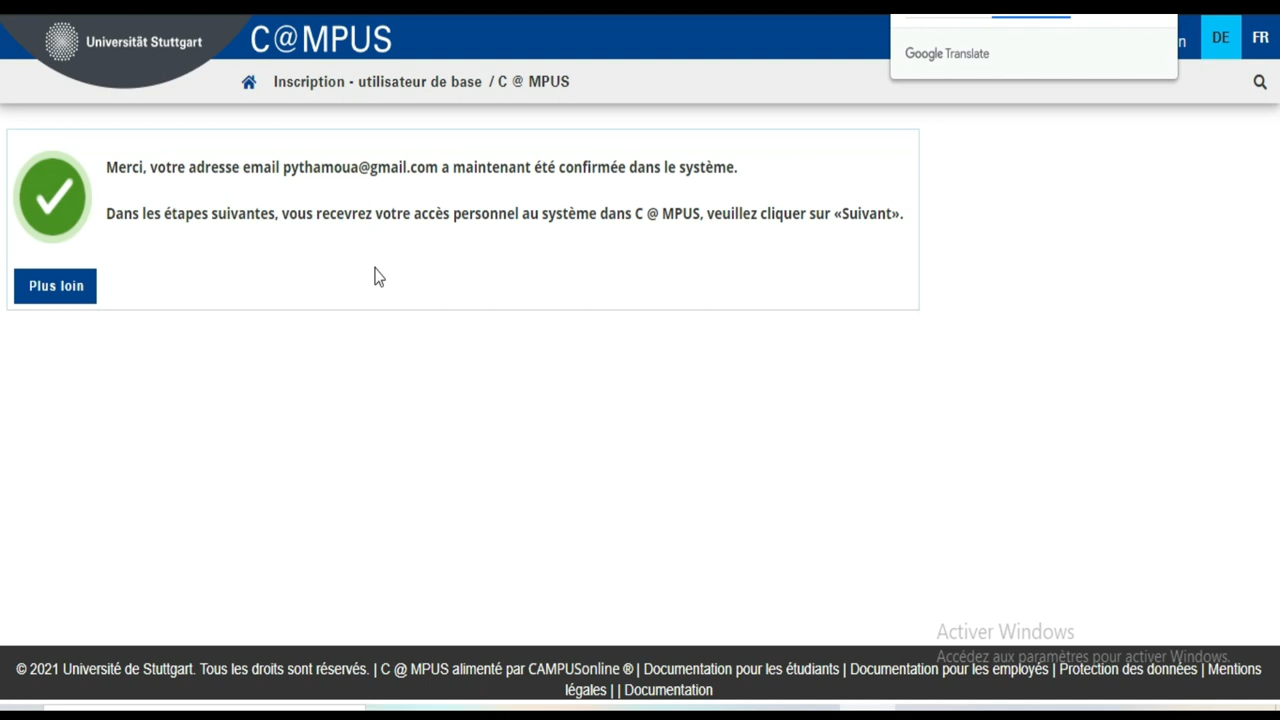 Universität Stuttgart
C@MPUS
n
DE
FR
Google Translate
Inscription - utilisateur de base / C @ MPUS
Merci, votre adresse email pythamoua@gmail.com a maintenant été confirmée dans le système.
Dans les étapes suivantes, vous recevrez votre accès personnel au système dans C @ MPUS, veuillez cliquer sur «Suivant».
Plus loin
Activer Windows
Accédez aux paramètres pour activer Windows.
© 2021 Université de Stuttgart. Tous les droits sont réservés. | C @ MPUS alimenté par CAMPUSonline ® | Documentation pour les étudiants | Documentation pour les employés | Protection des données | Mentions
légales | | Documentation